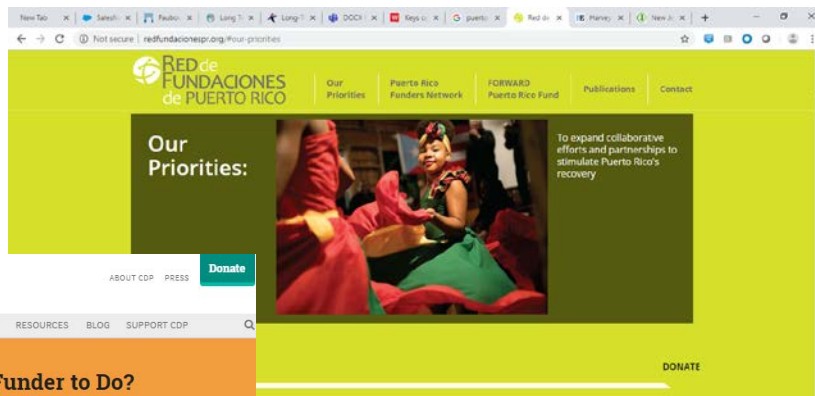 New Tab
Salesf
Long T
Long-T
DOCX
Keys o
puerto
Red de
Harvey
New J
Not secure | redfundacionespr.org/#our-priorities
RED de
FUNDACIONES
de PUERTO RICO
Our
Priorities
Puerto Rico
Funders Network
FORWARD
Puerto Rico Fund
Publications
Contact
Our
Priorities:
To expand collaborative
efforts and partnerships to
stimulate Puerto Rico's
recovery
ABOUT CDP PRESS Donate
RESOURCES BLOG SUPPORT CDP
Funder to Do?
DONATE